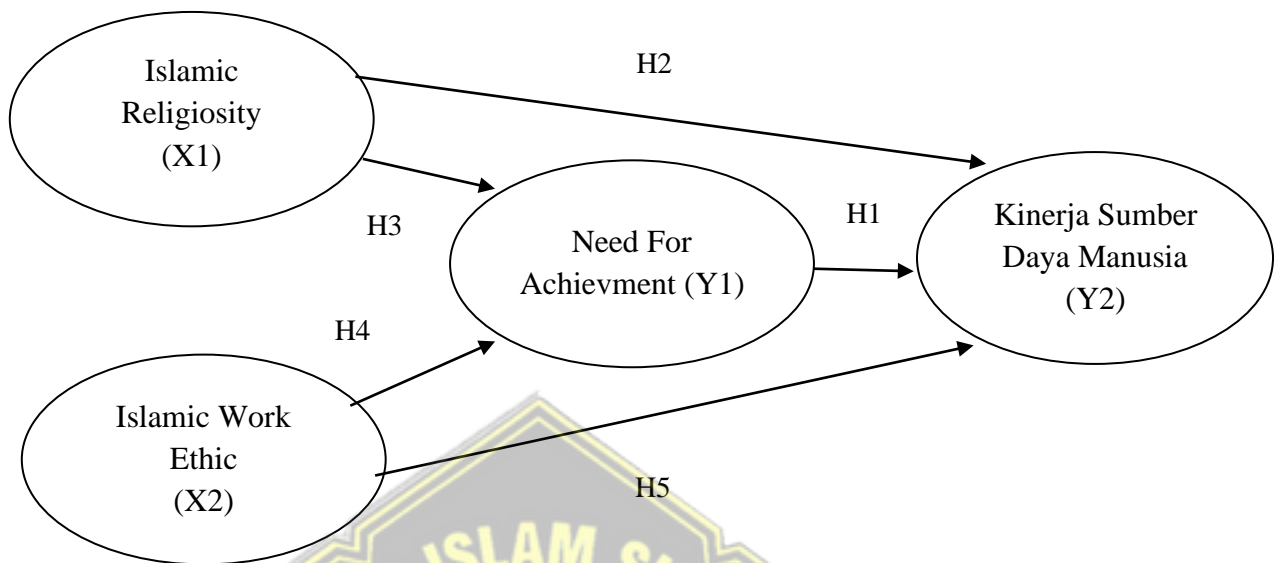 Islamic
Religiosity
(X1)
H2
H3
Need For
Achievment (Y1)
H1
Kinerja Sumber
Daya Manusia
(Y2)
H4
Islamic Work
Ethic
(X2)
H5
ISLAM